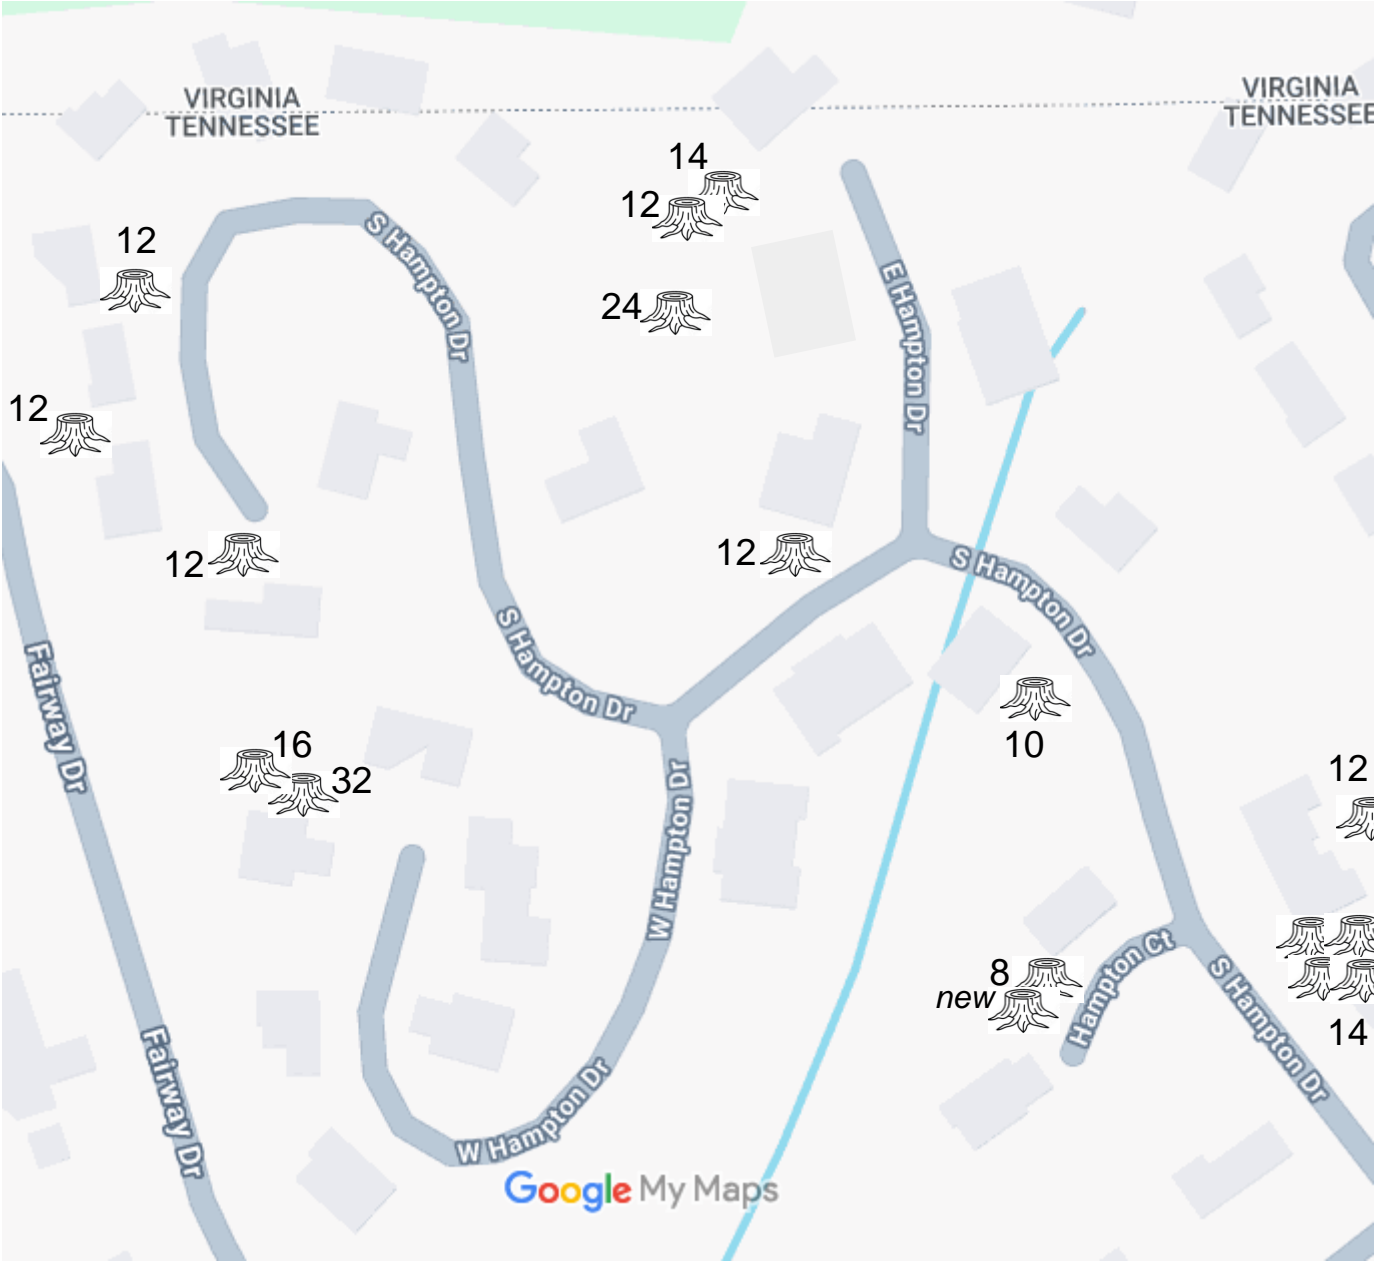 VIRGINIA
TENNESSEE
VIRGINIA
TENNESSEE
14
12
12
24
12
12
12
16
32
10
12
8
new
14
S Hampton Dr
E Hampton Dr
S Hampton Dr
S Hampton Dr
Fairway Dr
W Hampton Dr
Hampton Ct
S Hampton Dr
Fairway Dr
W Hampton Dr
Google My Maps